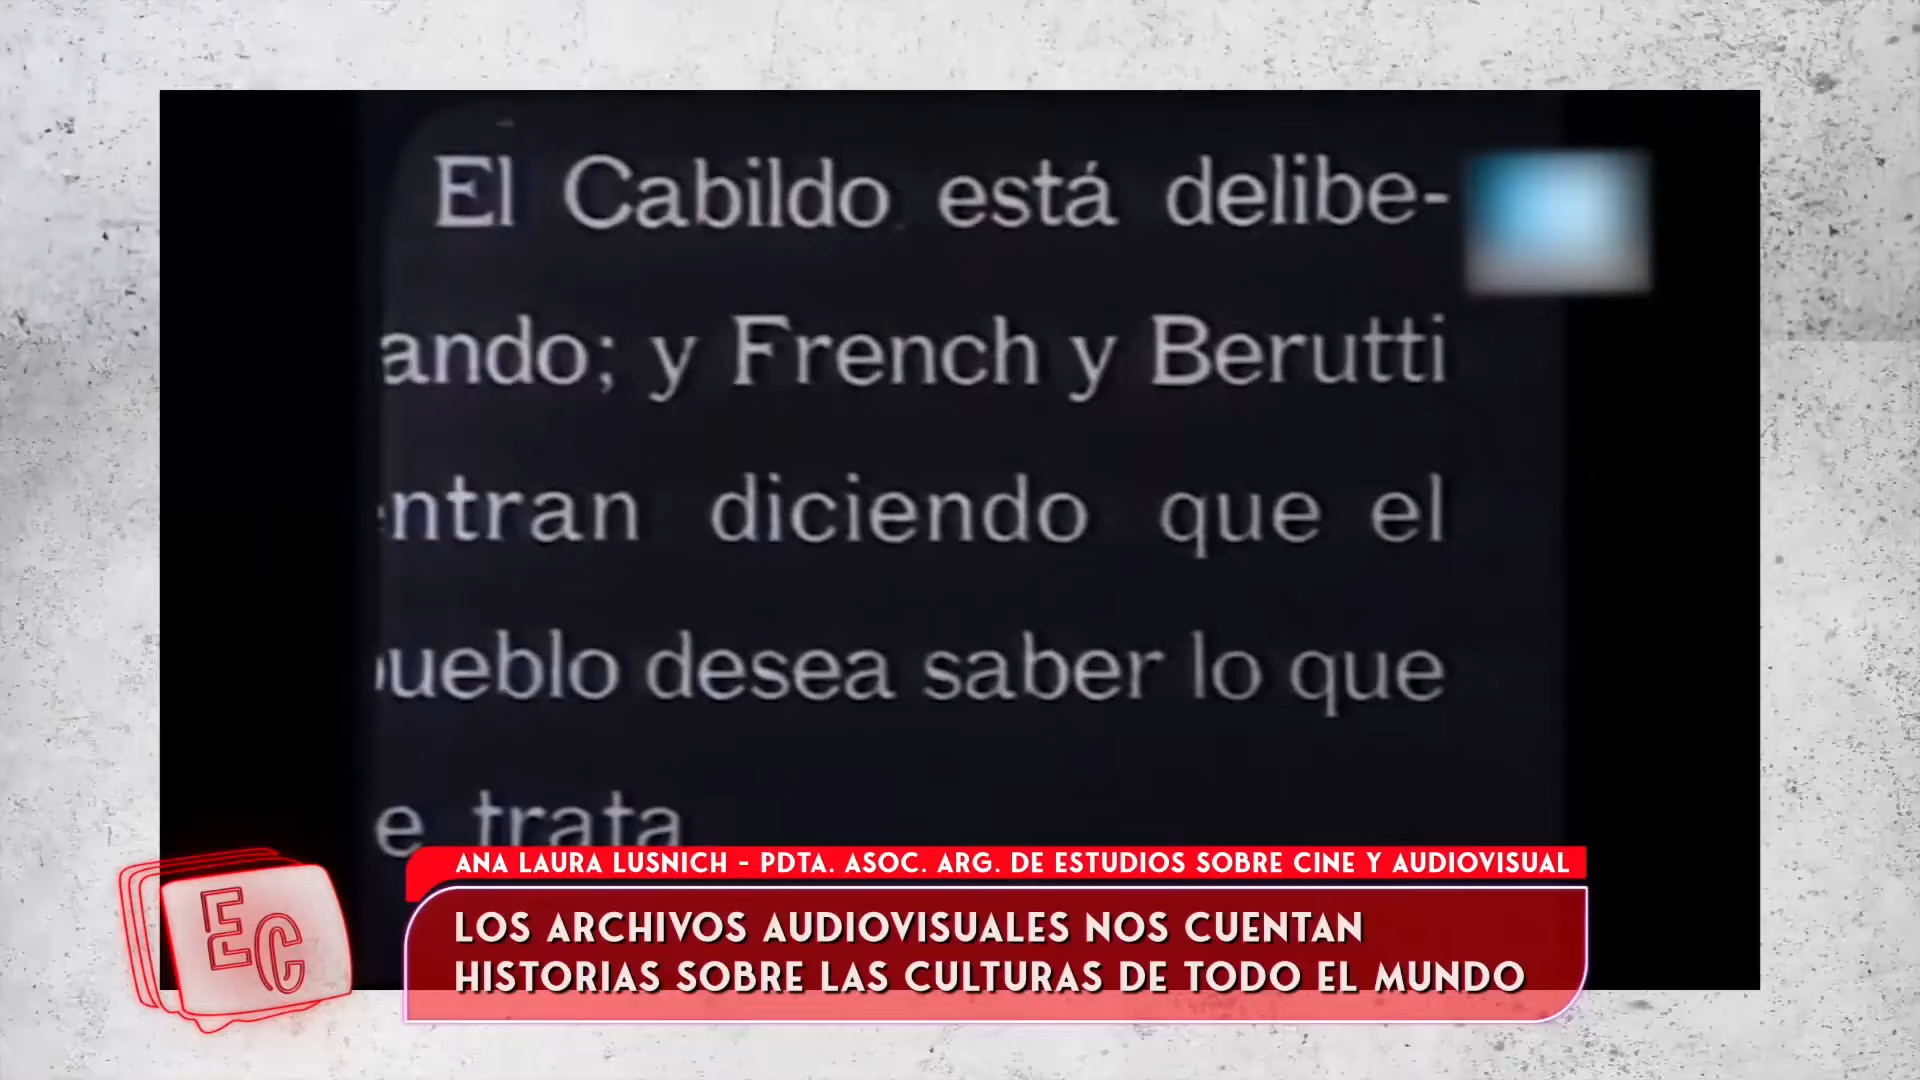 El Cabildo está delibe-
ando; y French y Berutti
ntran diciendo que el
ueblo desea saber lo que
e trata
ANA LAURA LUSNICH - PDTA. ASOC. ARG. DE ESTUDIOS SOBRE CINE Y AUDIOVISUAL
EC
LOS ARCHIVOS AUDIOVISUALES NOS CUENTAN
HISTORIAS SOBRE LAS CULTURAS DE TODO EL MUNDO